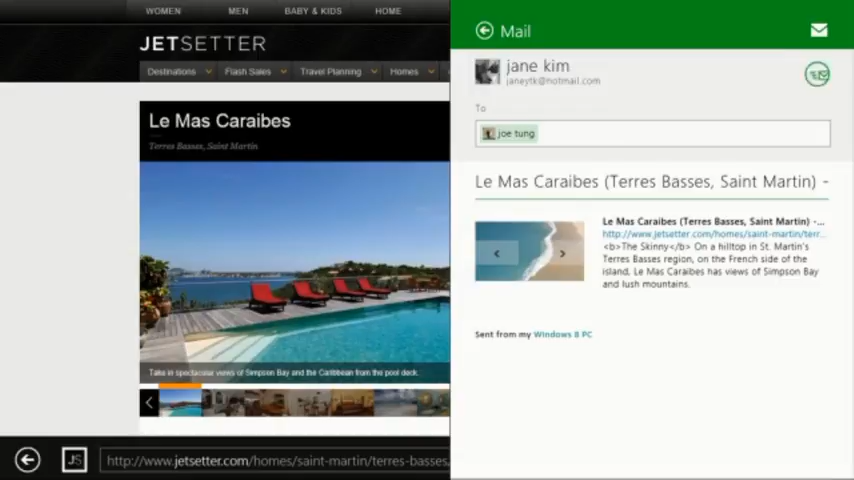 WOMEN MEN BABY & KIDS HOME
JETSETTER
Destinations Flash Sales Travel Planning Homes
Le Mas Caraibes
Terres Basses, Saint Martin
Take in spectacular views of Simpson Bay and the Caribbean from the pool deck.
JS
http://www.jetsetter.com/homes/saint-martin/terres-basses,
Mail
jane kim
janeytk@hotmail.com
To
joe tung
Le Mas Caraibes (Terres Basses, Saint Martin) -
Le Mas Caraibes (Terres Basses, Saint Martin) -...
http://www.jetsetter.com/homes/saint-martin/terr...
<b>The Skinny</b> On a hilltop in St. Martin's
Terres Basses region, on the French side of the
island, Le Mas Caraibes has views of Simpson Bay
and lush mountains.
Sent from my Windows 8 PC